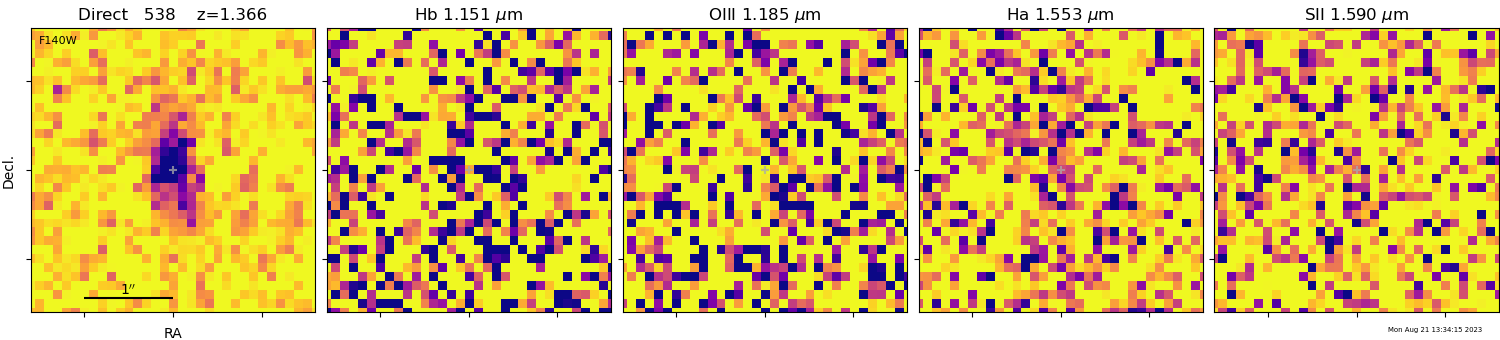 Direct 538 z=1.366
Hb 1.151 μm
OIII 1.185 μm
Ha 1.553 μm
SII 1.590 μm
F140W
Decl.
1″
RA
Mon Aug 21 13:34:15 2023